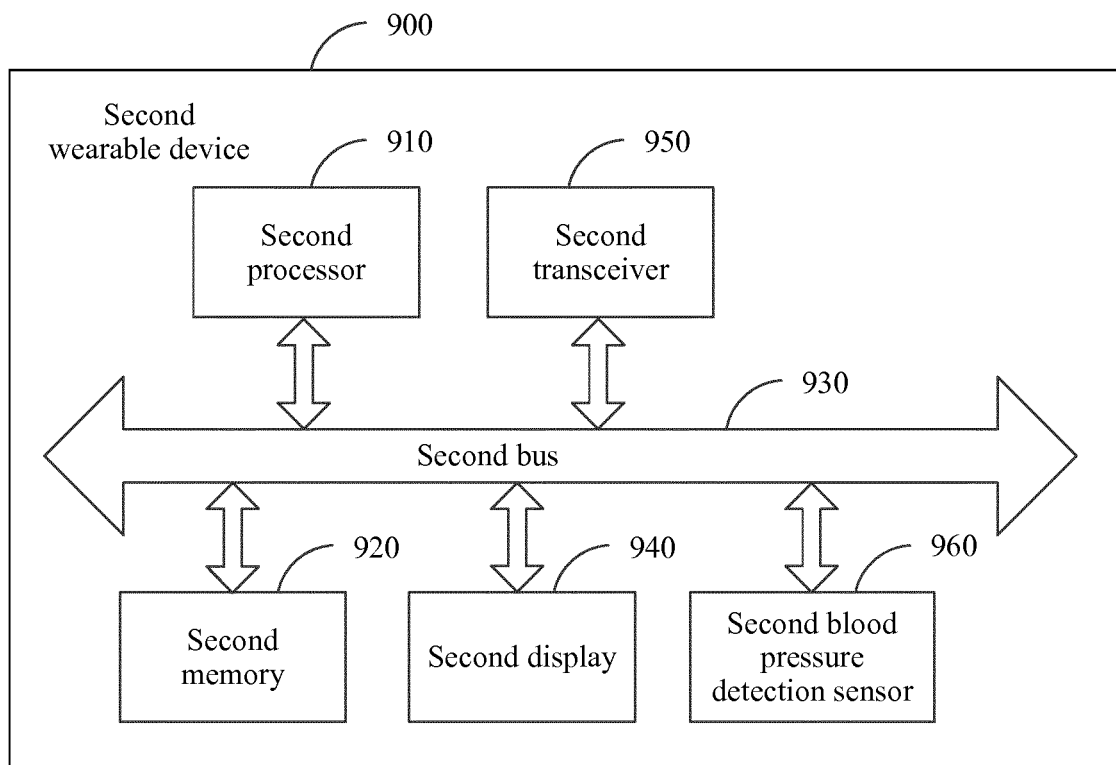 900
Second
wearable device
910
950
Second
processor
Second
transceiver
930
Second bus
920
940
960
Second
memory
Second display
Second blood
pressure
detection sensor